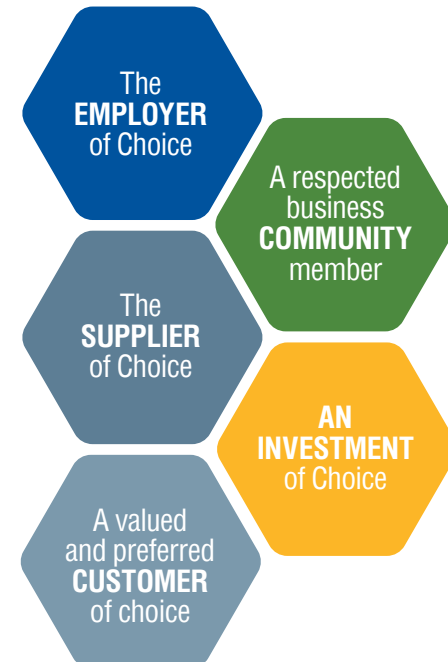 The
EMPLOYER
of Choice
A respected
business
COMMUNITY
member
The
SUPPLIER
of Choice
AN
INVESTMENT
of Choice
A valued
and preferred
CUSTOMER
of choice